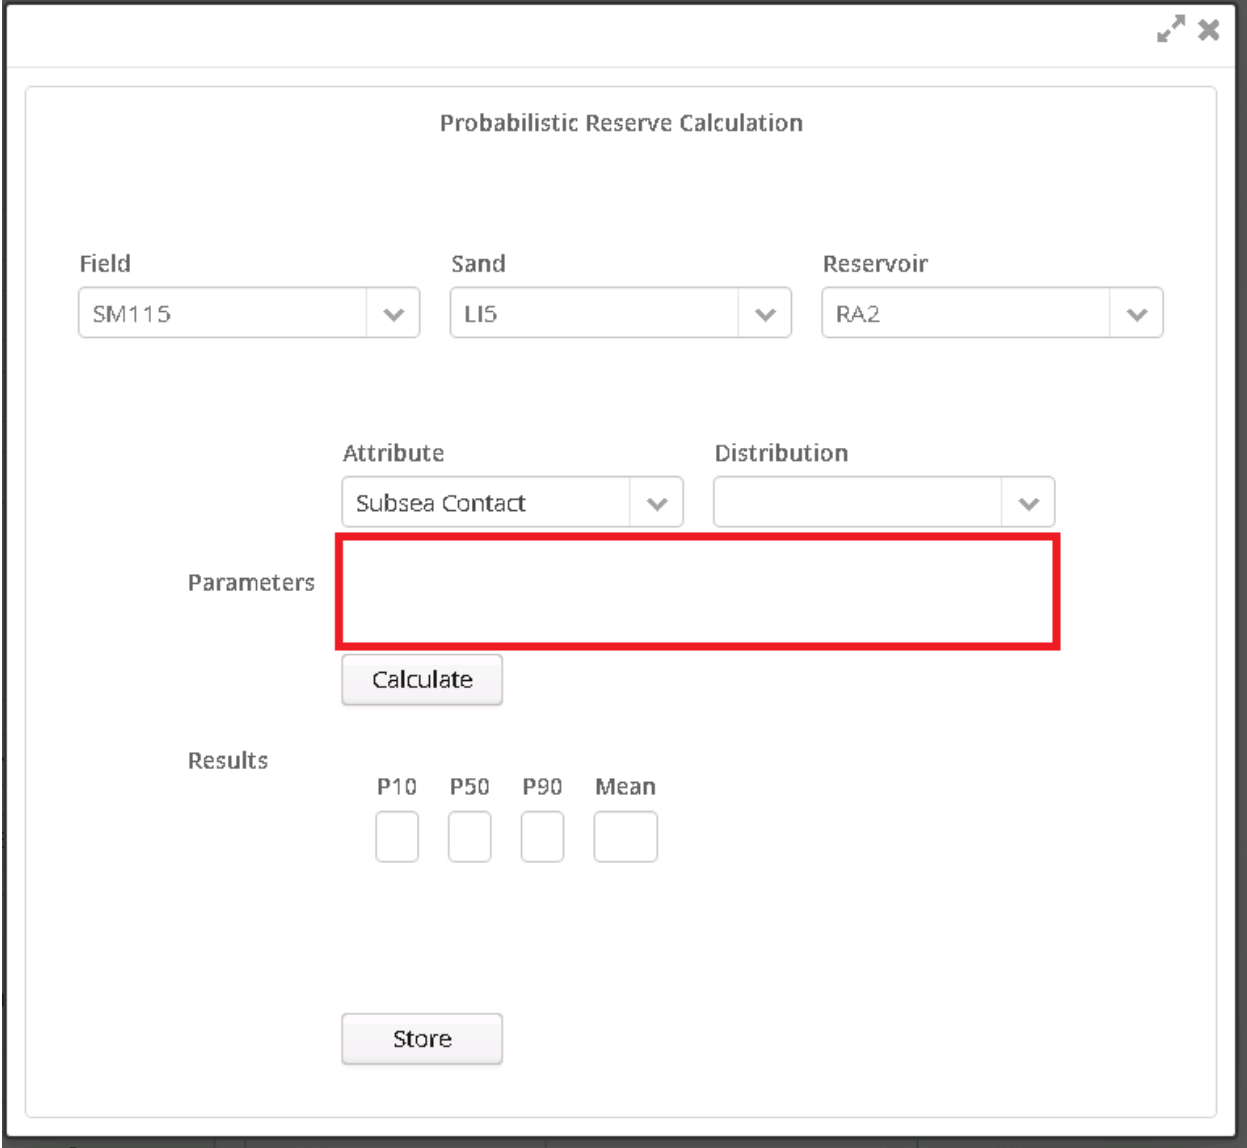 Probabilistic Reserve Calculation
Field Sand Reservoir
SM115 LI5 RA2
Attribute Distribution
Subsea Contact
Parameters
Calculate
Results
P10 P50 P90 Mean
Store